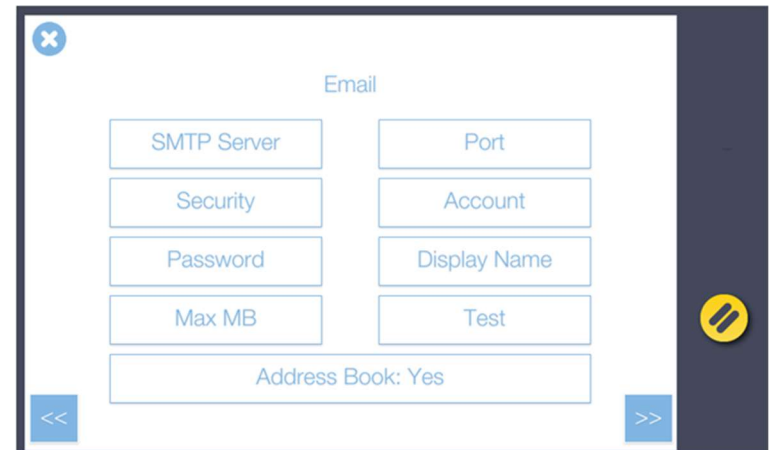 Email
SMTP Server
Port
Security
Account
Password
Display Name
Max MB
Test
Address Book: Yes
<<
>>